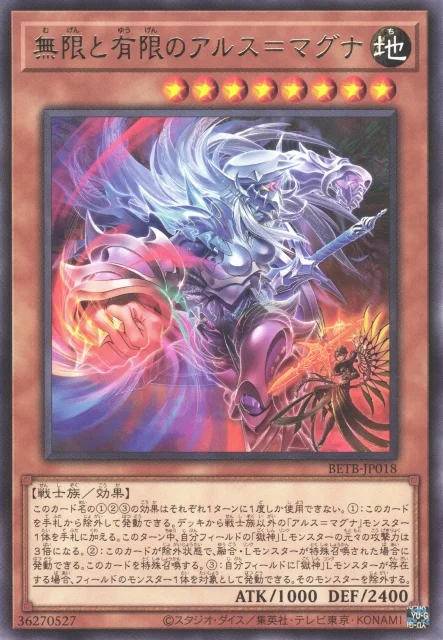 無限と有限のアルス＝マグナ 地
BETB-JP018
【戦士族／効果】
このカード名の①②③の効果はそれぞれ１ターンに１度しか使用できない。①：このカード
を手札から除外して発動できる。デッキから戦士族以外の「アルス＝マグナ」モンスター
１体を手札に加える。このターン中、自分フィールドの「獄神」Ｌモンスターの元々の攻撃力は
３倍になる。②：このカードが除外状態で、融合・Ｌモンスターが特殊召喚された場合に
発動できる。このカードを特殊召喚する。③：自分フィールドに「獄神」Ｌモンスターが存在
する場合、フィールドのモンスター１体を対象として発動できる。そのモンスターを除外する。
ATK/1000 DEF/2400
36270527 ©スタジオ・ダイス／集英社・テレビ東京・KONAMI